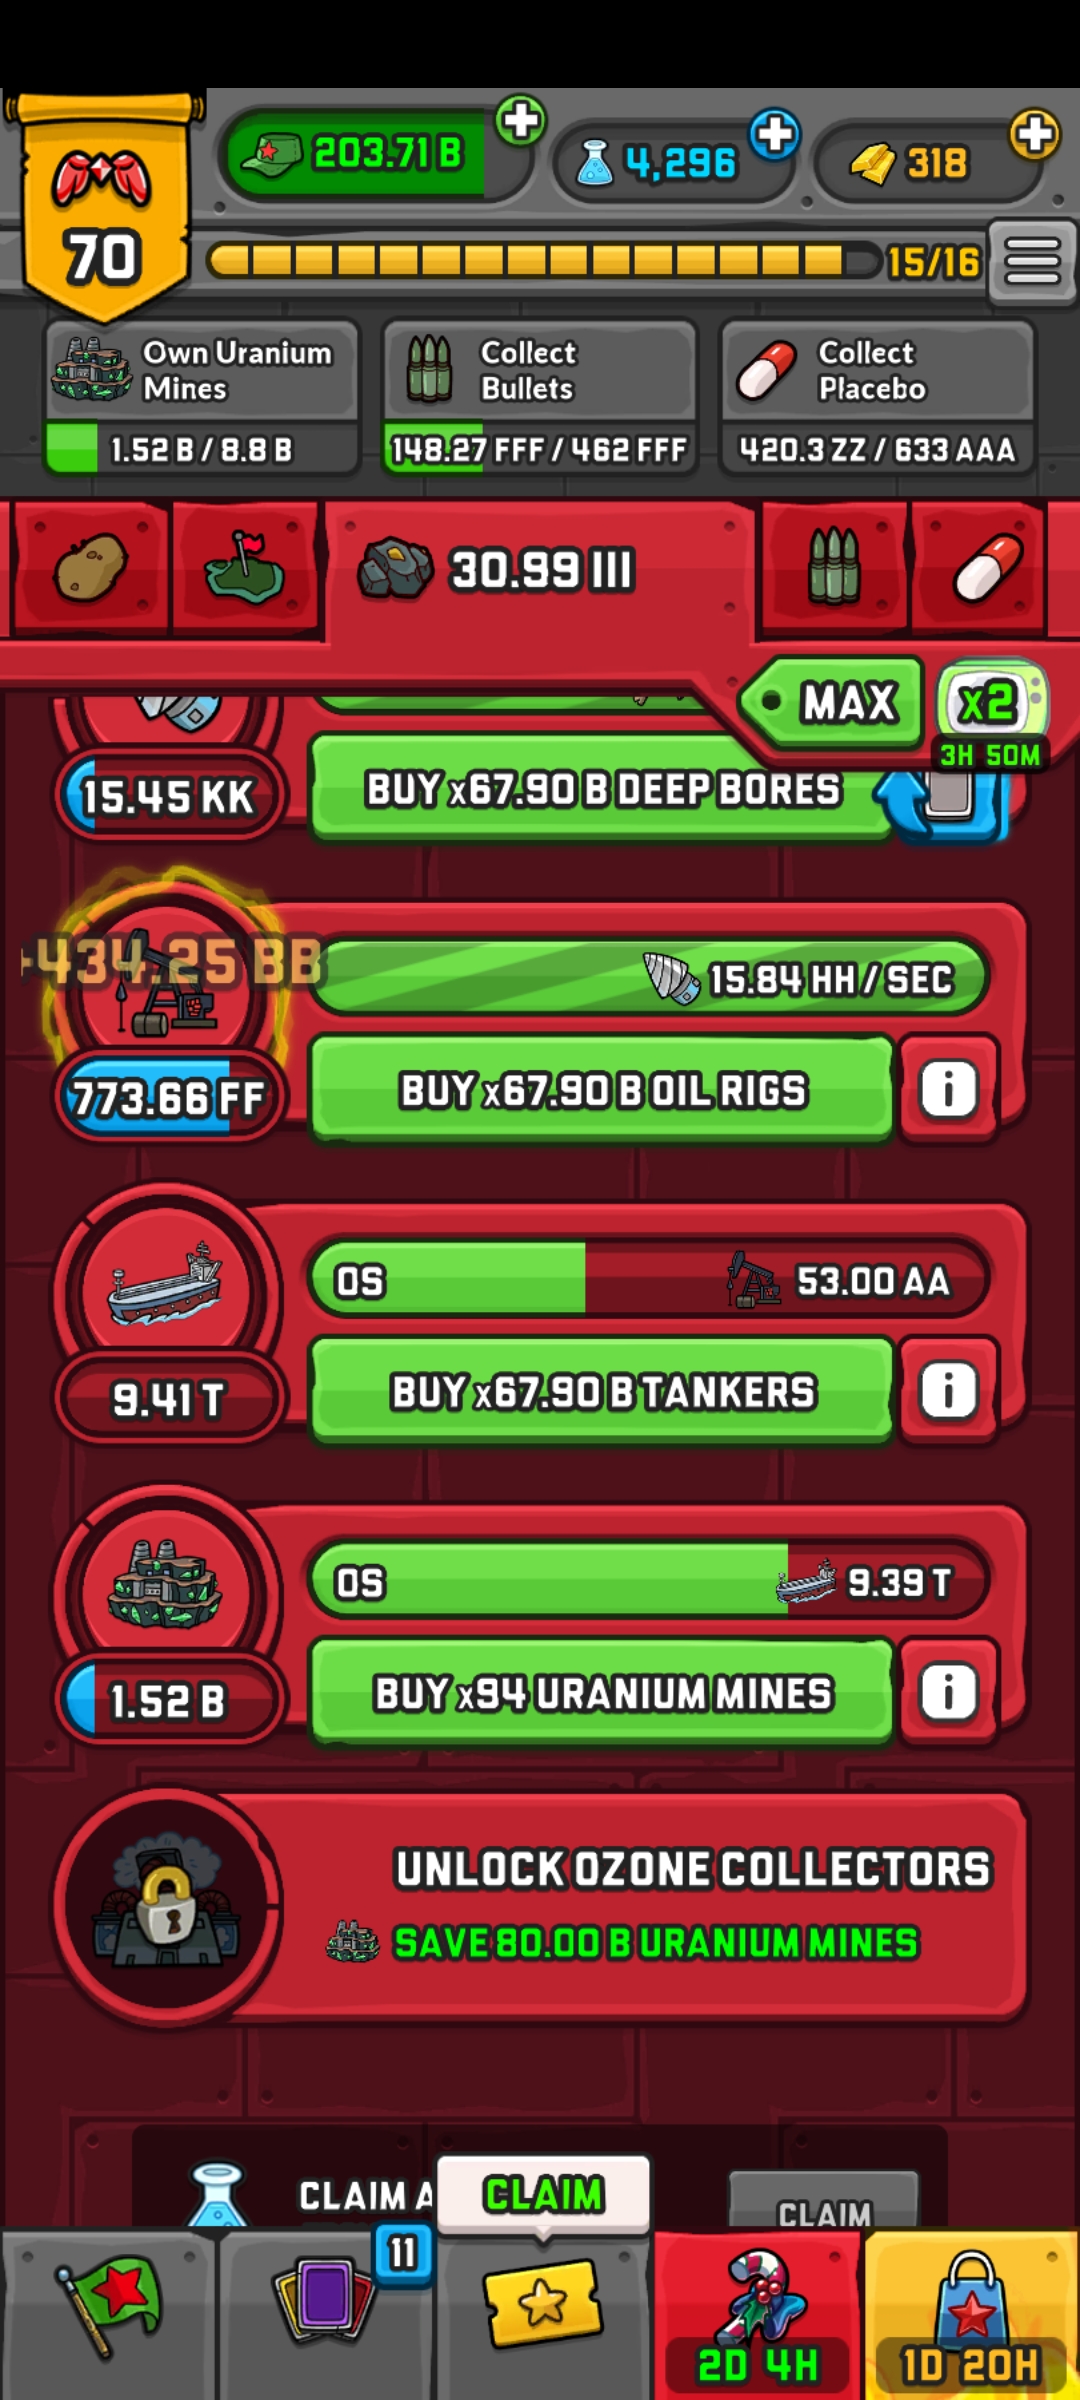 203.71 B
4,296
318
70
15/16
Own Uranium
Mines
1.52 B / 8.8 B
Collect
Bullets
148.27 FFF / 462 FFF
Collect
Placebo
420.3 ZZ / 633 AAA
30.99 III
MAX
x2
3H 50M
15.45 KK
BUY x67.90 B DEEP BORES
+434.25 BB
15.84 HH / SEC
773.66 FF
BUY x67.90 B OIL RIGS
i
0S
53.00 AA
9.41 T
BUY x67.90 B TANKERS
i
0S
9.39 T
1.52 B
BUY x94 URANIUM MINES
i
UNLOCK OZONE COLLECTORS
SAVE 80.00 B URANIUM MINES
CLAIM A
CLAIM
CLAIM
11
2D 4H
1D 20H